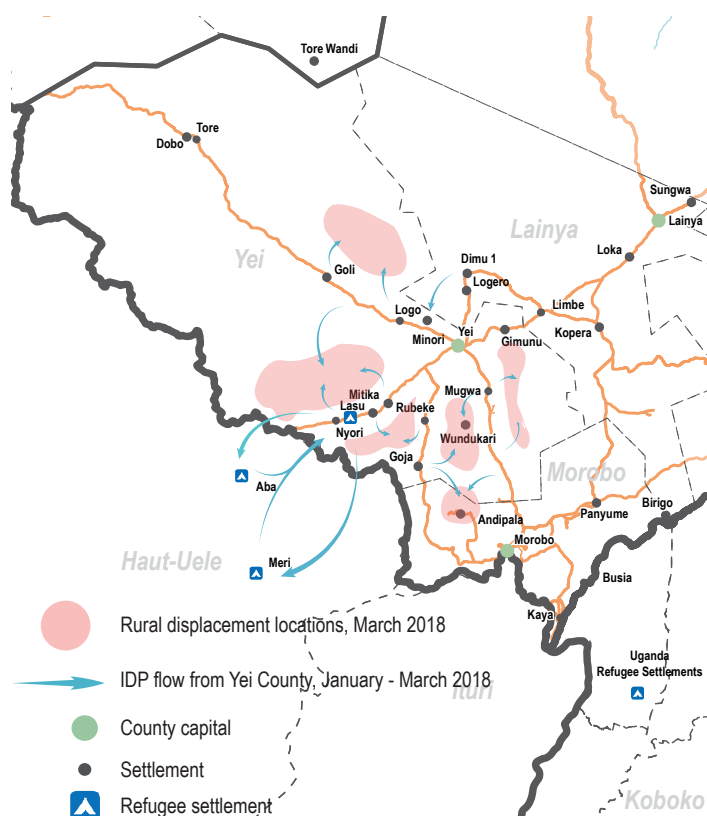 Tore Wandi
Tore
Dobo
Sungwa
Lainya
Lainya
Yei
Loka
Dimu 1
Goli
Logero
Logo
Limbe
Yei
Minori
Gimunu
Kopera
Mitika
Mugwa
Lasu
Rubeke
Nyori
Wundukari
Goja
Morobo
Aba
Andipala
Panyume
Birigo
Morobo
Haut-Uele
Meri
Busia
Kaya
Rural displacement locations, March 2018
Uganda
Refugee Settlements
IDP flow from Yei County, January - March 2018
Ituri
County capital
Settlement
Refugee settlement
Koboko